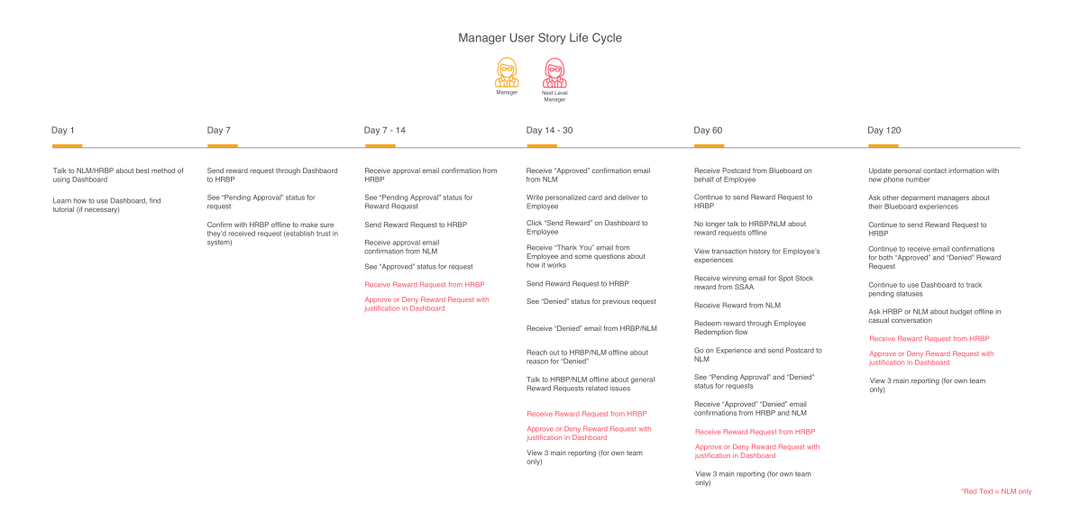 Manager User Story Life Cycle
Manager
Next Level
Manager
Day 1
Day 7
Day 7 - 14
Day 14 - 30
Day 60
Day 120
Talk to NLM/HRBP about best method of
using Dashboard
Learn how to use Dashboard, find
tutorial (if necessary)
Send reward request through Dashbaord
to HRBP
See “Pending Approval” status for
request
Confirm with HRBP offline to make sure
they’d received request (establish trust in
system)
Receive approval email confirmation from
HRBP
See “Pending Approval” status for
Reward Request
Send Reward Request to HRBP
Receive approval email
confirmation from NLM
See “Approved” status for request
Receive Reward Request from HRBP
Approve or Deny Reward Request with
justification in Dashboard
Receive “Approved” confirmation email
from NLM
Write personalized card and deliver to
Employee
Click “Send Reward” on Dashboard to
Employee
Receive “Thank You” email from
Employee and some questions about
how it works
Send Reward Request to HRBP
See “Denied” status for previous request
Receive “Denied” email from HRBP/NLM
Reach out to HRBP/NLM offline about
reason for “Denied”
Talk to HRBP/NLM offline about general
Reward Requests related issues
Receive Reward Request from HRBP
Approve or Deny Reward Request with
justification in Dashboard
View 3 main reporting (for own team
only)
Receive Postcard from Blueboard on
behalf of Employee
Continue to send Reward Request to
HRBP
No longer talk to HRBP/NLM about
reward requests offline
View transaction history for Employee’s
experiences
Receive winning email for Spot Stock
reward from SSAA
Receive Reward from NLM
Redeem reward through Employee
Redemption flow
Go on Experience and send Postcard to
NLM
See “Pending Approval” and “Denied”
status for requests
Receive “Approved” “Denied” email
confirmations from HRBP and NLM
Receive Reward Request from HRBP
Approve or Deny Reward Request with
justification in Dashboard
View 3 main reporting (for own team
only)
Update personal contact information with
new phone number
Ask other deparment managers about
their Blueboard experiences
Continue to send Reward Request to
HRBP
Continue to receive email confirmations
for both “Approved” and “Denied” Reward
Request
Continue to use Dashboard to track
pending statuses
Ask HRBP or NLM about budget offline in
casual conversation
Receive Reward Request from HRBP
Approve or Deny Reward Request with
justification in Dashboard
View 3 main reporting (for own team
only)
*Red Text = NLM only